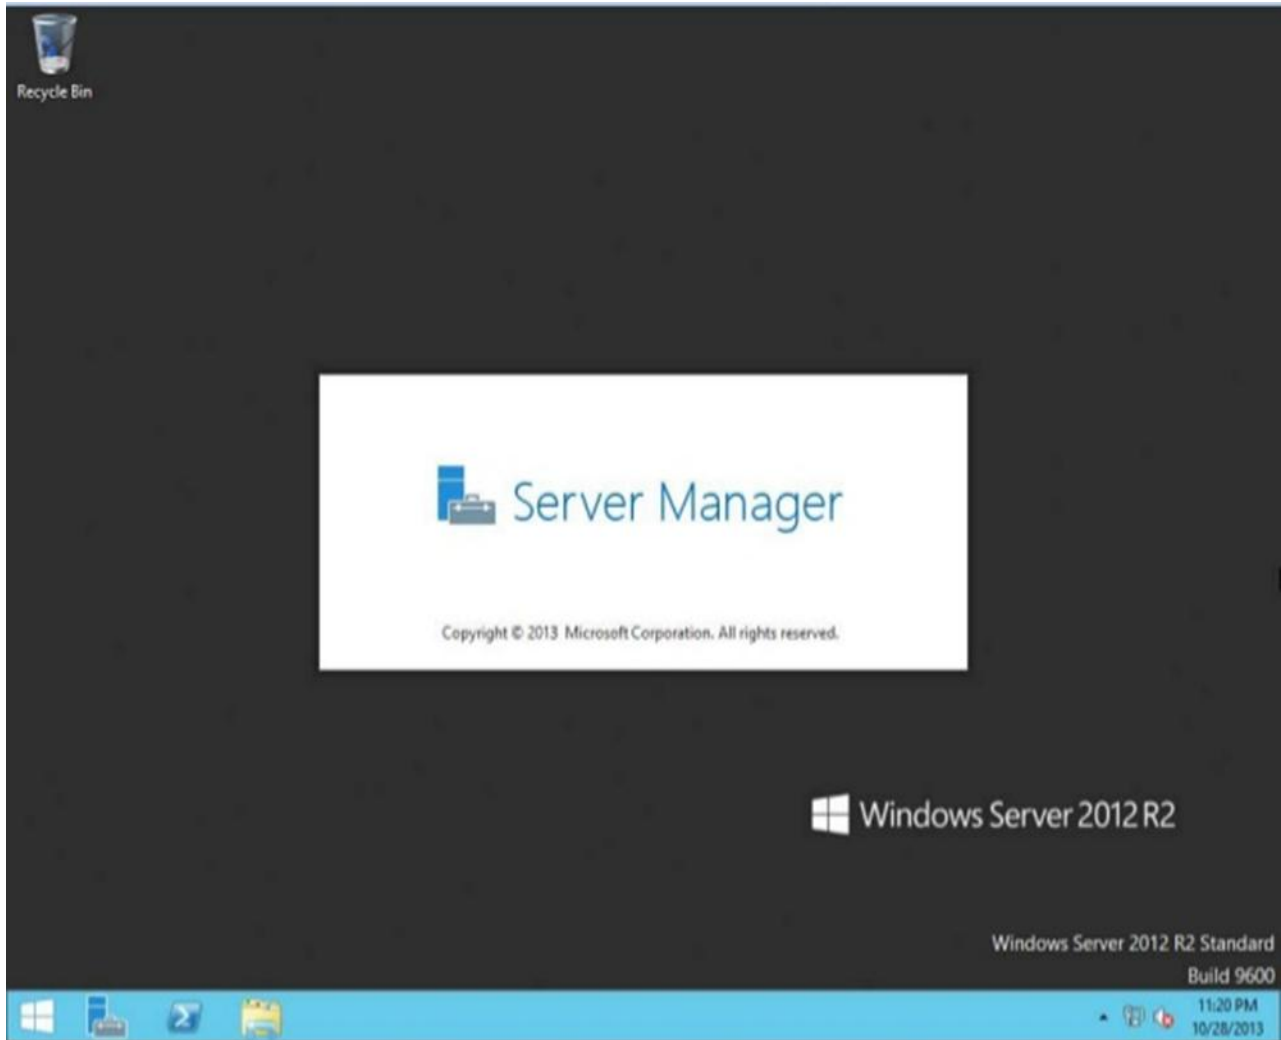 Recycle Bin
Server Manager
Copyright © 2013 Microsoft Corporation. All rights reserved.
Windows Server 2012 R2
Windows Server 2012 R2 Standard
Build 9600
11:20 PM
10/28/2013